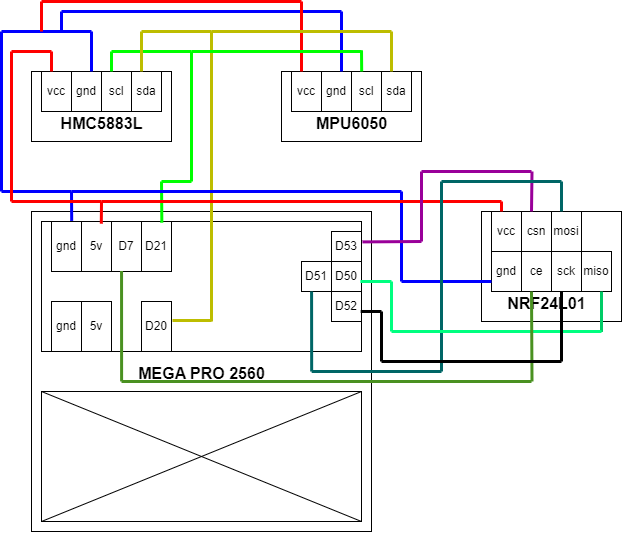 vcc gnd scl sda
HMC5883L
vcc gnd scl sda
MPU6050
gnd 5v D7 D21
D53
D51 D50
D52
gnd 5v D20
MEGA PRO 2560
vcc csn mosi
gnd ce sck miso
NRF24L01